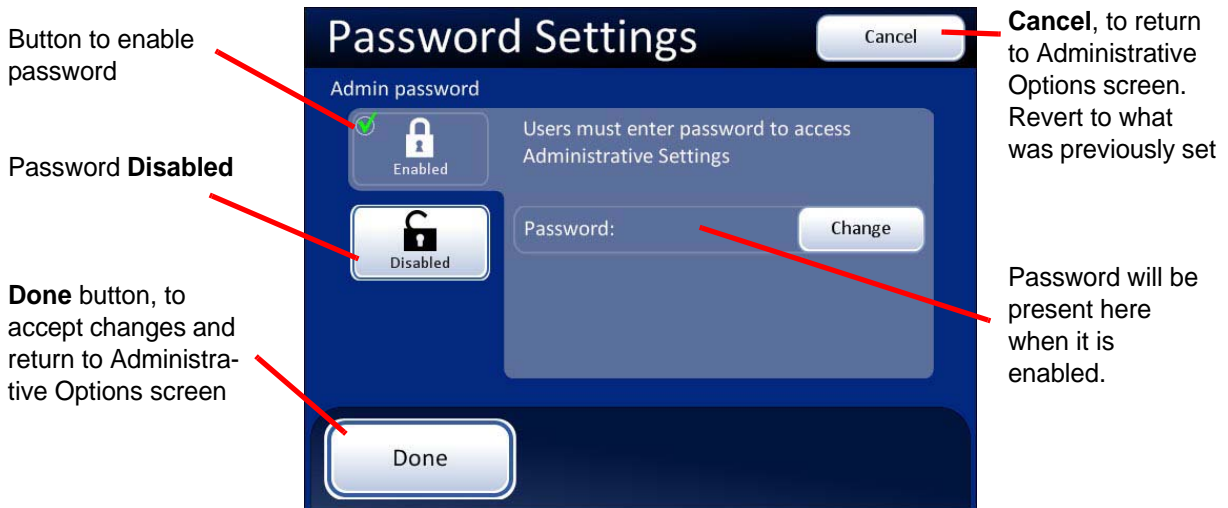 Button to enable
password
Password Disabled
Done button, to
accept changes and
return to Administra-
tive Options screen
Password Settings
Cancel
Admin password
Enabled
Users must enter password to access
Administrative Settings
Disabled
Password:
Change
Done
Cancel, to return
to Administrative
Options screen.
Revert to what
was previously set
Password will be
present here
when it is
enabled.